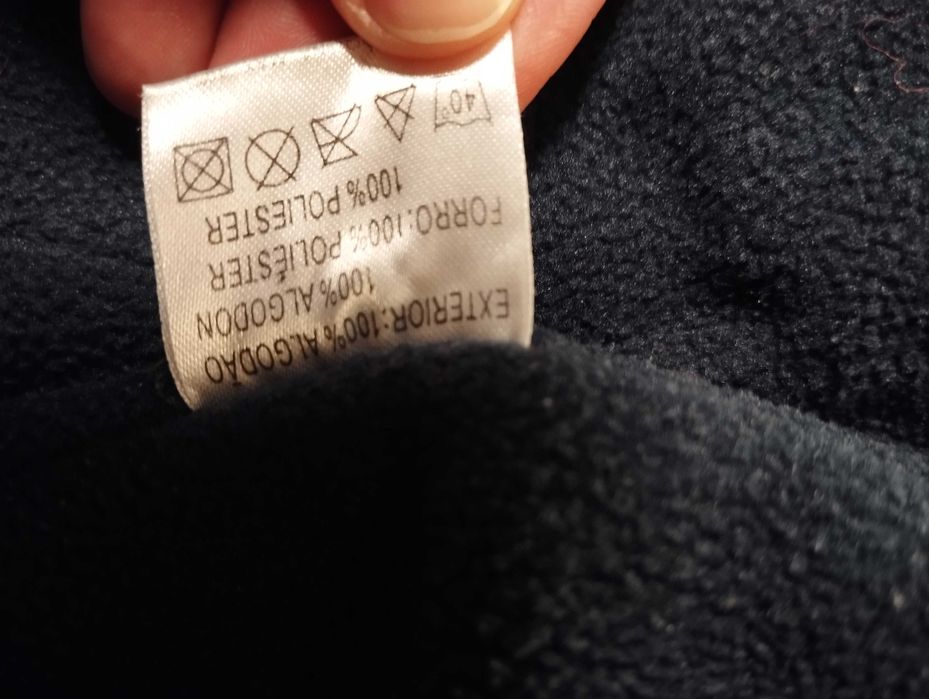 EXTERIOR:100% ALGODÃO
100% ALGODON
FORRO:100% POLIÉSTER
100% POLIESTER
40°